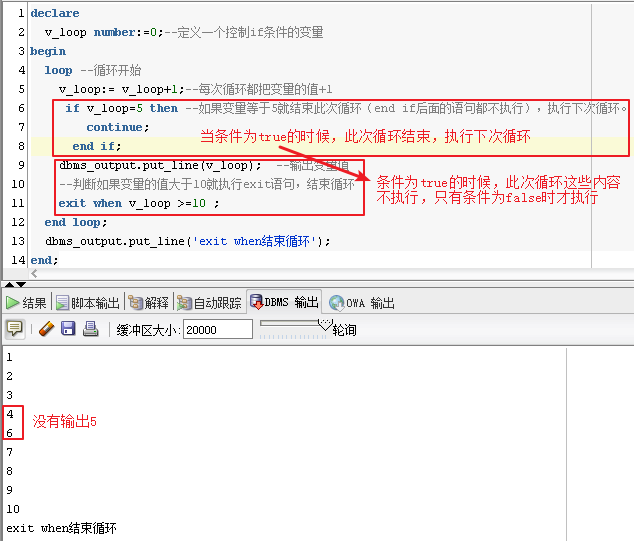 1 declare
2 v_loop number:=0;--定义一个控制if条件的变量
3 begin
4 loop --循环开始
5 v_loop:= v_loop+1;--每次循环都把变量的值+1
6 if v_loop=5 then --如果变量等于5就结束此次循环（end if后面的语句都不执行），执行下次循环。
7 continue;
当条件为true的时候，此次循环结束，执行下次循环
8 end if;
9 dbms_output.put_line(v_loop); --输出变量值
10 --判断如果变量的值大于10就执行exit语句，结束循环
11 exit when v_loop >=10 ;
条件为true的时候，此次循环这些内容
不执行，只有条件为false时才执行
12 end loop;
13 dbms_output.put_line('exit when结束循环');
14 end;
结果 脚本输出 解释 自动跟踪 DBMS 输出 OWA 输出
缓冲区大小: 20000 轮询
1
2
3
4
没有输出5
6
7
8
9
10
exit when结束循环